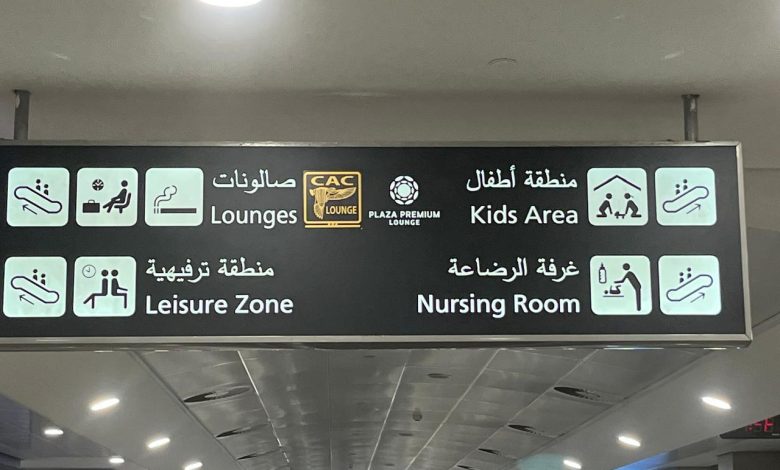 صالونات
Lounges
CAC
LOUNGE
PLAZA PREMIUM
LOUNGE
منطقة أطفال
Kids Area
منطقة ترفيهية
Leisure Zone
غرفة الرضاعة
Nursing Room